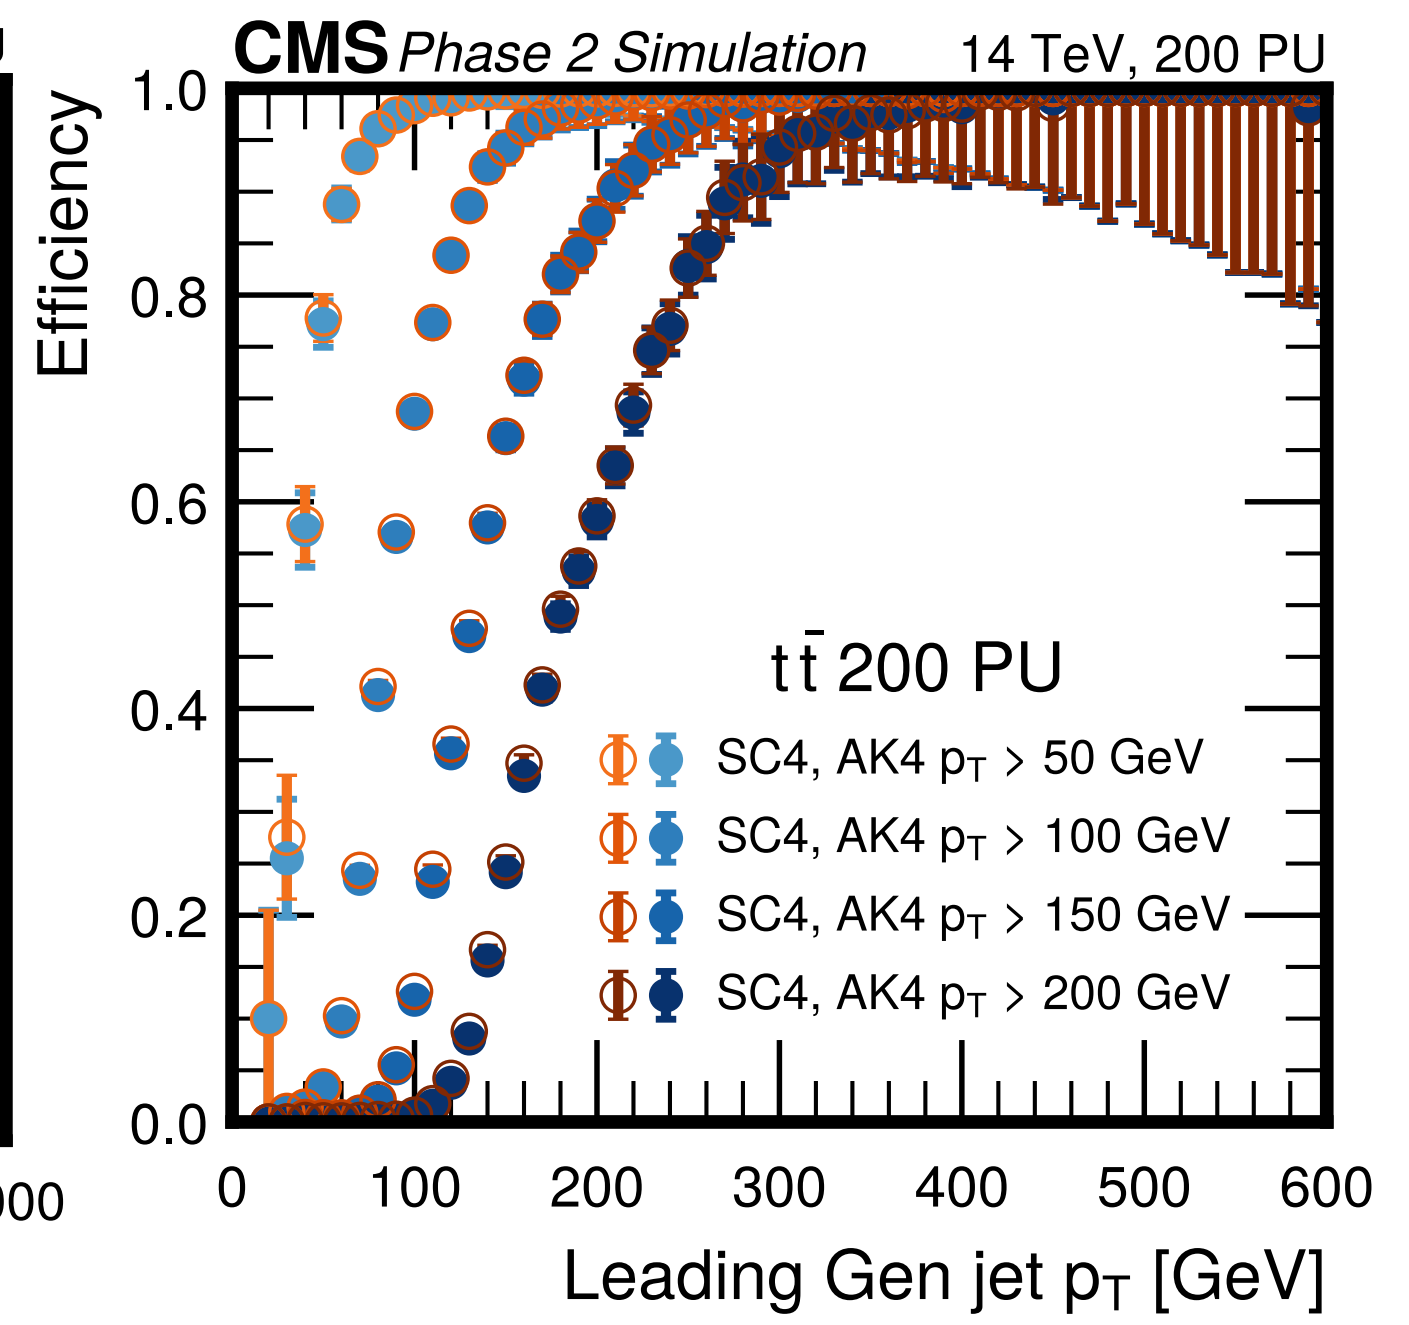 CMS Phase 2 Simulation 14 TeV, 200 PU
Efficiency
1.0
0.8
0.6
0.4
0.2
0.0
tt̄ 200 PU
SC4, AK4 pT > 50 GeV
SC4, AK4 pT > 100 GeV
SC4, AK4 pT > 150 GeV
SC4, AK4 pT > 200 GeV
0 100 200 300 400 500 600
Leading Gen jet pT [GeV]